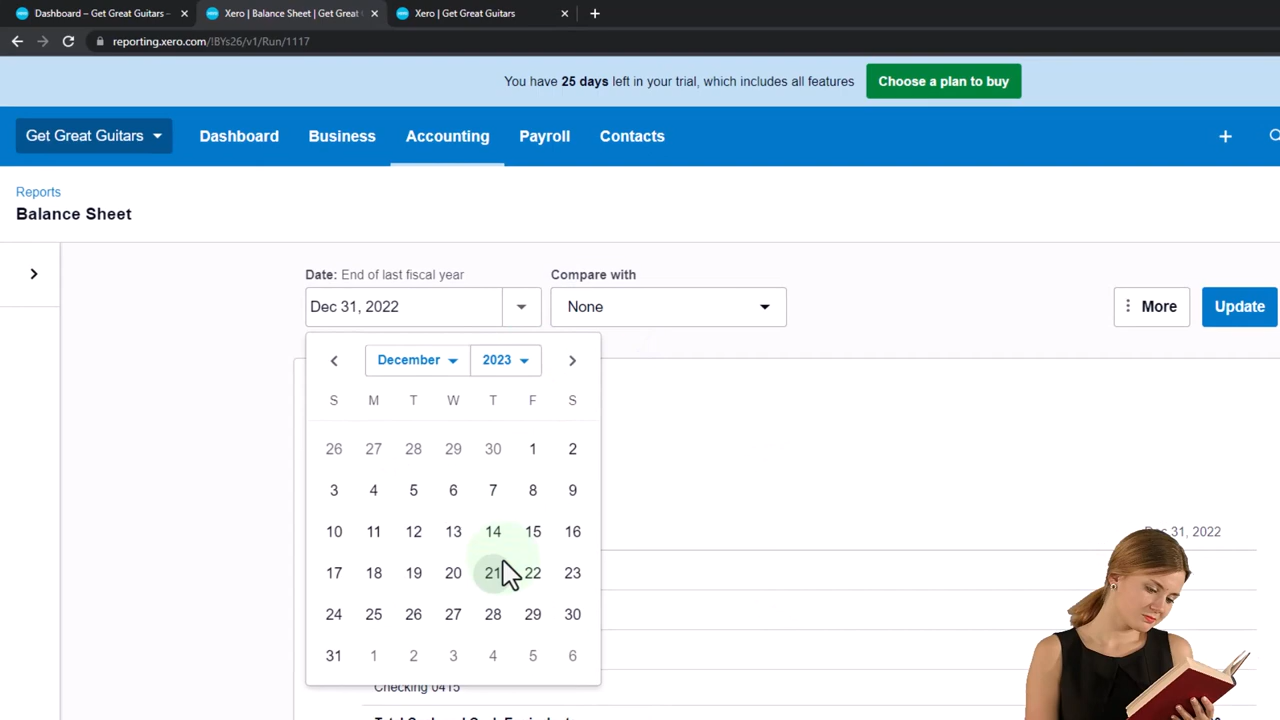 Dashboard – Get Great Guitars –
Xero | Balance Sheet | Get Great
Xero | Get Great Guitars
reporting.xero.com/!BYs26/v1/Run/1117
You have 25 days left in your trial, which includes all features
Choose a plan to buy
Get Great Guitars
Dashboard
Business
Accounting
Payroll
Contacts
Reports
Balance Sheet
Date: End of last fiscal year
Compare with
Dec 31, 2022
None
More
Update
December
2023
S M T W T F S
26 27 28 29 30 1 2
3 4 5 6 7 8 9
10 11 12 13 14 15 16
17 18 19 20 21 22 23
24 25 26 27 28 29 30
31 1 2 3 4 5 6
Dec 31, 2022
Checking 0415